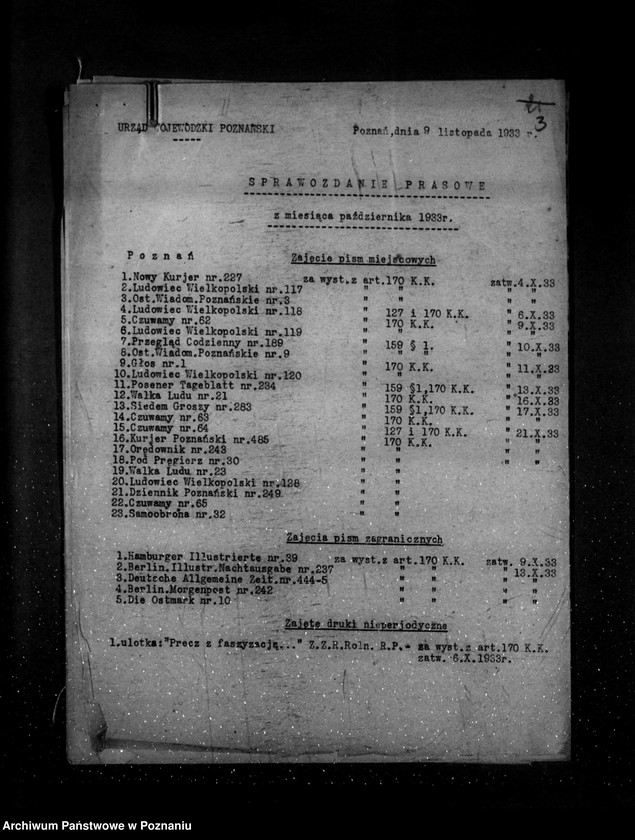 3
URZĄD WOJEWÓDZKI POZNAŃSKI
Poznań,dnia 9 listopada 1933 r.
SPRAWOZDANIE PRASOWE
z miesiąca października 1933r.
Poznań
Zajęcie pism miejscowych
1.Nowy Kurjer nr.227 za wyst.z art.170 K.K. zatw.4.X.33
2.Ludowiec Wielkopolski nr.117 " " " "
3.Ost.Wiadom.Poznańskie nr.3 " " " "
4.Ludowiec Wielkopolski nr.118 " 127 i 170 K.K. " 6.X.33
5.Czuwamy nr.62 " 170 K.K. " 9.X.33
6.Ludowiec Wielkopolski nr.119 " " " "
7.Przegląd Codzienny nr.189 " 159 § 1. " 10.X.33
8.Ost.Wiadom.Poznańskie nr.9 " " " " "
9.Głos nr.1 " 170 K.K. " 11.X.33
10.Ludowiec Wielkopolski nr.120 " " " "
11.Posener Tageblatt nr.234 " 159 §1,170 K.K. " 13.X.33
12.Walka Ludu nr.21 " 170 K.K. " 16.X.33
13.Siedem Groszy nr.283 " 159 §1,170 K.K. " 17.X.33
14.Czuwamy nr.63 " 170 K.K. " "
15.Czuwamy nr.64 " 127 i 170 K.K. " 21.X.33
16.Kurjer Poznański nr.485 " 170 K.K. " "
17.Orędownik nr.243 " " " "
18.Pod Pręgierz nr.30 " " " "
19.Walka Ludu nr.23 " "
20.Ludowiec Wielkopolski nr.128 " "
21.Dziennik Poznański nr.249 " "
22.Czuwamy nr.65 " "
23.Samoobrona nr.32 " "
Zajęcia pism zagranicznych
1.Hamburger Illustrierte nr.39 za wyst.z art.170 K.K. zatw. 9.X.33
2.Berlin.Illustr.Nachtausgabe nr.237 " " " 13.X.33
3.Deutsche Allgemeine Zeit.nr.444-5 " " " "
4.Berlin.Morgenpost nr.242 " " " "
5.Die Ostmark nr.10 " " " "
Zajęte druki nieperjodyczne
1.ulotka:"Precz z faszyzacją..." Z.Z.R.Roln. R.P.- za wyst.z art.170 K.K.
zatw. 6.X.1933r.
Archiwum Państwowe w Poznaniu